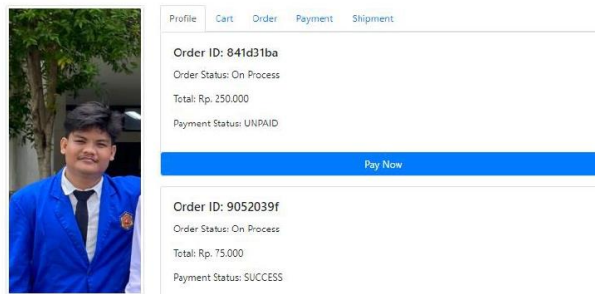 Profile Cart Order Payment Shipment
Order ID: 841d31ba
Order Status: On Process
Total: Rp. 250.000
Payment Status: UNPAID
Pay Now
Order ID: 9052039f
Order Status: On Process
Total: Rp. 75.000
Payment Status: SUCCESS